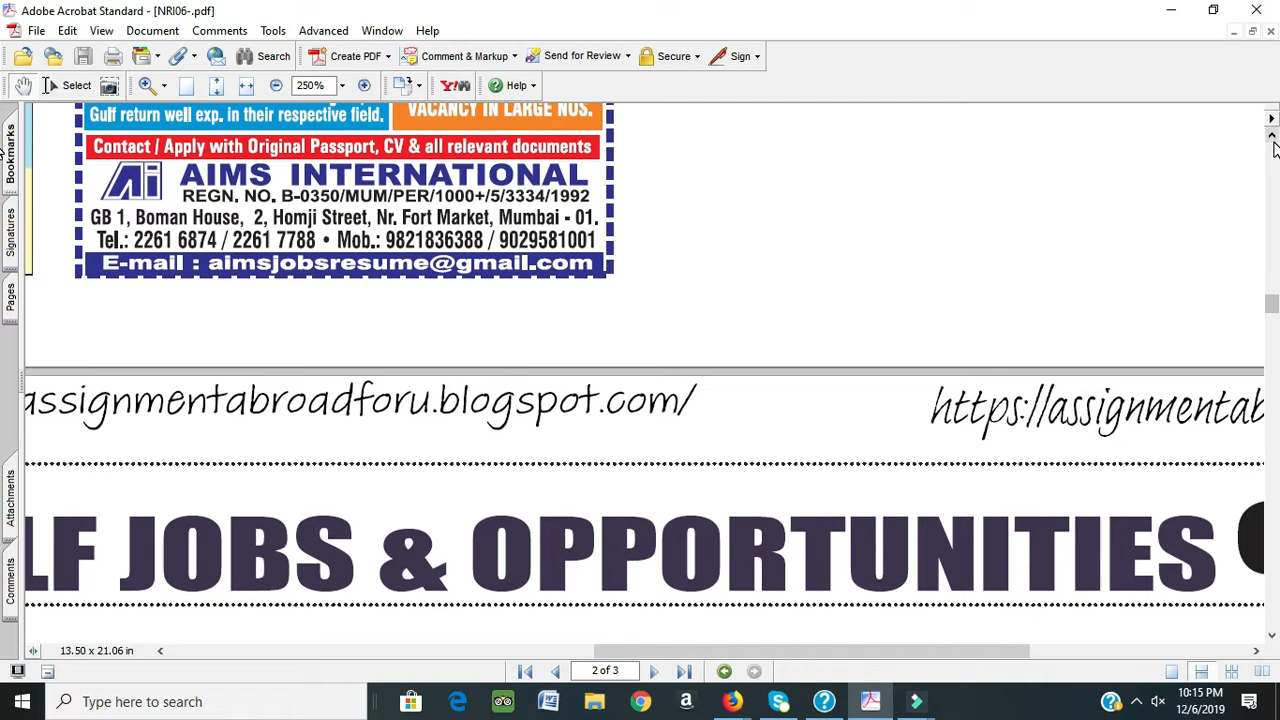 Adobe Acrobat Standard - [NRI06-.pdf]
File Edit View Document Comments Tools Advanced Window Help
Search Create PDF Comment & Markup Send for Review Secure Sign
Select 250% Y! Help
Bookmarks
Signatures
Pages
Attachments
Comments
Gulf return well exp. in their respective field.
VACANCY IN LARGE NOS.
Contact / Apply with Original Passport, CV & all relevant documents
Ai AIMS INTERNATIONAL
REGN. NO. B-0350/MUM/PER/1000+/5/3334/1992
GB 1, Boman House, 2, Homji Street, Nr. Fort Market, Mumbai - 01.
Tel.: 2261 6874 / 2261 7788 • Mob.: 9821836388 / 9029581001
E-mail : aimsjobsresume@gmail.com
assignmentabroadforu.blogspot.com/ https://assignmentab
LF JOBS & OPPORTUNITIES
13.50 x 21.06 in
2 of 3
Type here to search
10:15 PM
12/6/2019